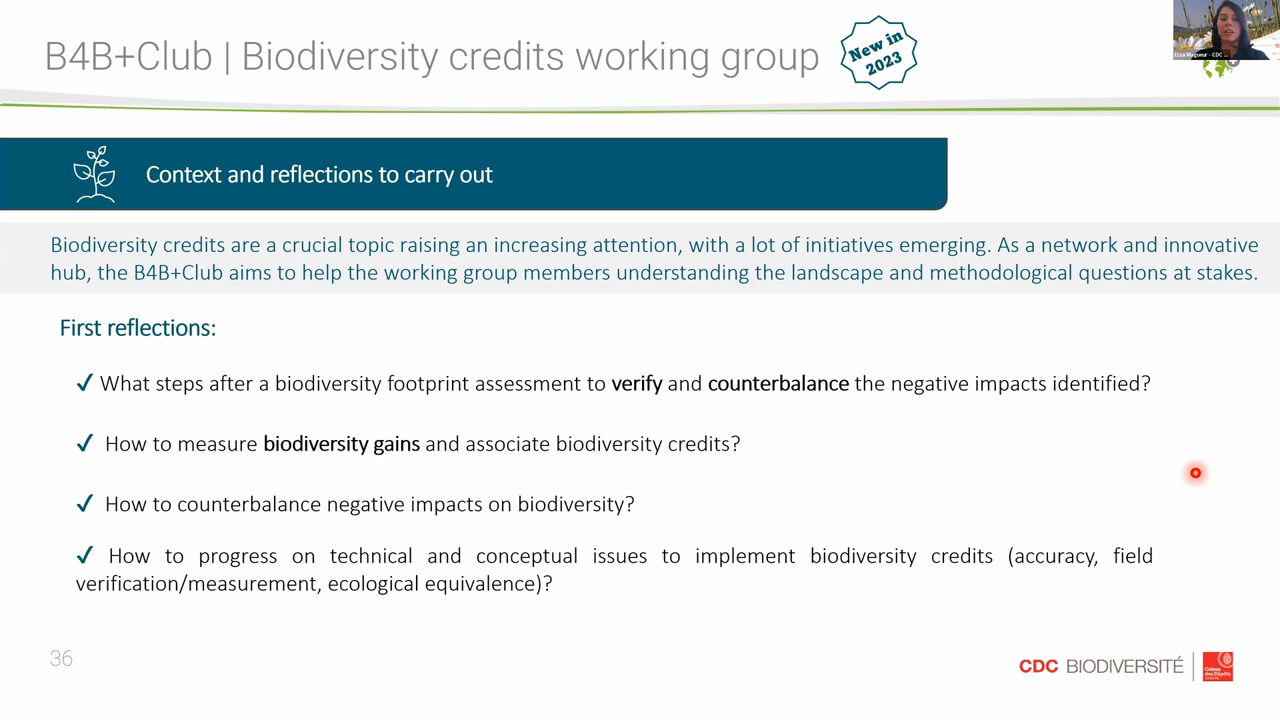 B4B+Club | Biodiversity credits working group
New in
2023
Context and reflections to carry out
Biodiversity credits are a crucial topic raising an increasing attention, with a lot of initiatives emerging. As a network and innovative
hub, the B4B+Club aims to help the working group members understanding the landscape and methodological questions at stakes.
First reflections:
✓ What steps after a biodiversity footprint assessment to verify and counterbalance the negative impacts identified?
✓ How to measure biodiversity gains and associate biodiversity credits?
✓ How to counterbalance negative impacts on biodiversity?
✓ How to progress on technical and conceptual issues to implement biodiversity credits (accuracy, field
verification/measurement, ecological equivalence)?
36
CDC BIODIVERSITÉ
Caisse
des Dépôts
GROUPE